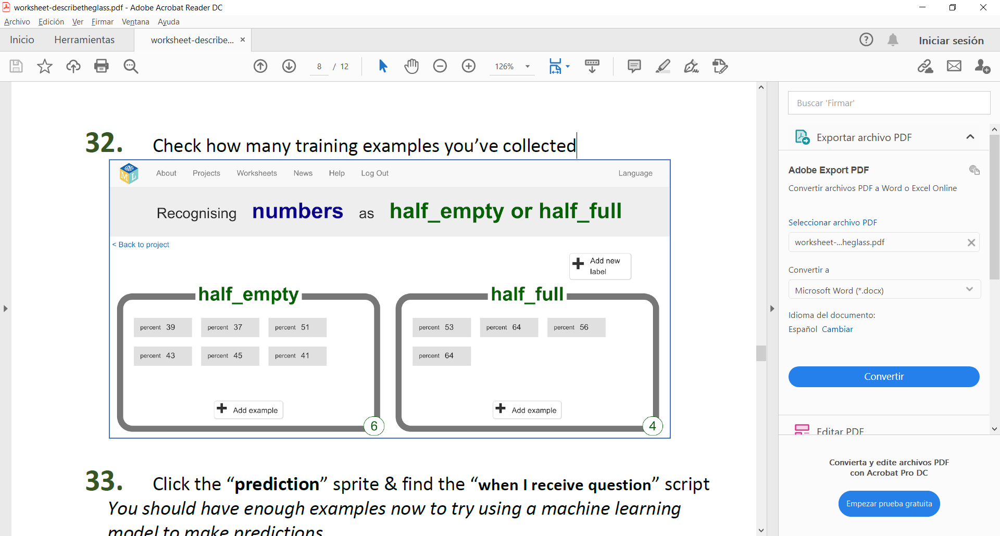 worksheet-describetheglass.pdf - Adobe Acrobat Reader DC
Archivo Edición Ver Firmar Ventana Ayuda
Inicio Herramientas worksheet-describe... × Iniciar sesión
8 / 12 126%
Buscar 'Firmar'
Exportar archivo PDF
Adobe Export PDF
Convertir archivos PDF a Word o Excel Online
Seleccionar archivo PDF
worksheet-...heglass.pdf
Convertir a
Microsoft Word (*.docx)
Idioma del documento:
Español Cambiar
Convertir
Editar PDF
Convierta y edite archivos PDF
con Acrobat Pro DC
Empezar prueba gratuita
32. Check how many training examples you’ve collected
ML About Projects Worksheets News Help Log Out Language
Recognising numbers as half_empty or half_full
< Back to project
Add new
label
half_empty
percent 39 percent 37 percent 51
percent 43 percent 45 percent 41
Add example
6
half_full
percent 53 percent 64 percent 56
percent 64
Add example
4
33. Click the “prediction” sprite & find the “when I receive question” script
You should have enough examples now to try using a machine learning
model to make predictions